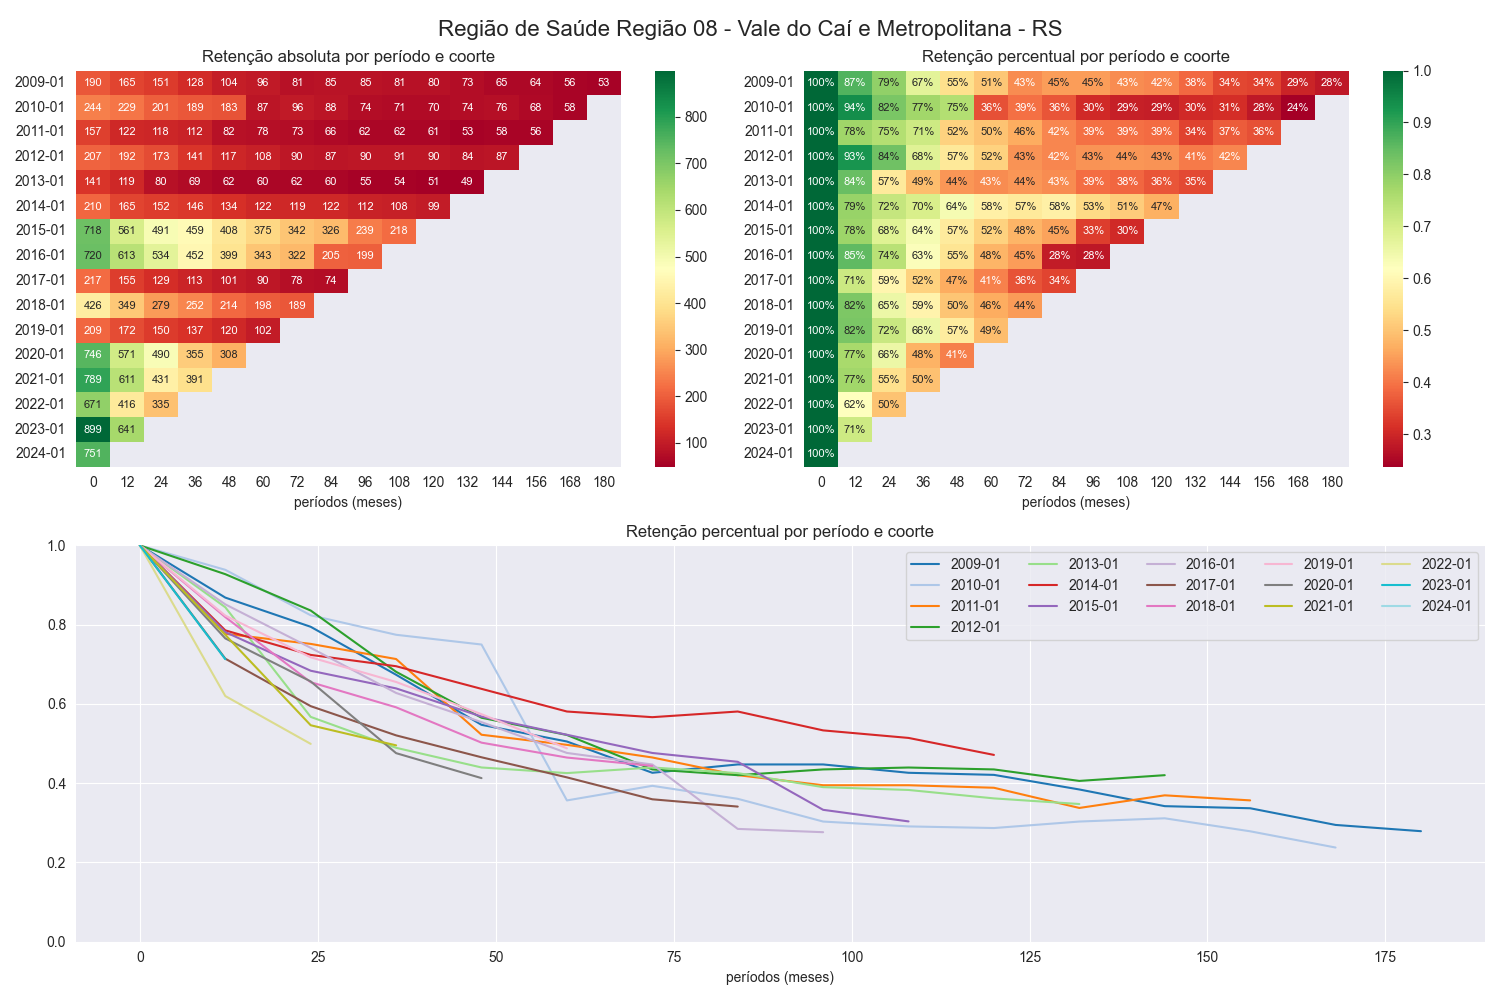 Região de Saúde Região 08 - Vale do Caí e Metropolitana - RS
Retenção absoluta por período e coorte
2009-01 190 165 151 128 104 96 81 85 85 81 80 73 65 64 56 53
2010-01 244 229 201 189 183 87 96 88 74 71 70 74 76 68 58
2011-01 157 122 118 112 82 78 73 66 62 62 61 53 58 56
2012-01 207 192 173 141 117 108 90 87 90 91 90 84 87
2013-01 141 119 80 69 62 60 62 60 55 54 51 49
2014-01 210 165 152 146 134 122 119 122 112 108 99
2015-01 718 561 491 459 408 375 342 326 239 218
2016-01 720 613 534 452 399 343 322 205 199
2017-01 217 155 129 113 101 90 78 74
2018-01 426 349 279 252 214 198 189
2019-01 209 172 150 137 120 102
2020-01 746 571 490 355 308
2021-01 789 611 431 391
2022-01 671 416 335
2023-01 899 641
2024-01 751
0 12 24 36 48 60 72 84 96 108 120 132 144 156 168 180
períodos (meses)
800
700
600
500
400
300
200
100
Retenção percentual por período e coorte
2009-01 100% 87% 79% 67% 55% 51% 43% 45% 45% 43% 42% 38% 34% 34% 29% 28%
2010-01 100% 94% 82% 77% 75% 36% 39% 36% 30% 29% 29% 30% 31% 28% 24%
2011-01 100% 78% 75% 71% 52% 50% 46% 42% 39% 39% 39% 34% 37% 36%
2012-01 100% 93% 84% 68% 57% 52% 43% 42% 43% 44% 43% 41% 42%
2013-01 100% 84% 57% 49% 44% 43% 44% 43% 39% 38% 36% 35%
2014-01 100% 79% 72% 70% 64% 58% 57% 58% 53% 51% 47%
2015-01 100% 78% 68% 64% 57% 52% 48% 45% 33% 30%
2016-01 100% 85% 74% 63% 55% 48% 45% 28% 28%
2017-01 100% 71% 59% 52% 47% 41% 36% 34%
2018-01 100% 82% 65% 59% 50% 46% 44%
2019-01 100% 82% 72% 66% 57% 49%
2020-01 100% 77% 66% 48% 41%
2021-01 100% 77% 55% 50%
2022-01 100% 62% 50%
2023-01 100% 71%
2024-01 100%
0 12 24 36 48 60 72 84 96 108 120 132 144 156 168 180
períodos (meses)
1.0
0.9
0.8
0.7
0.6
0.5
0.4
0.3
Retenção percentual por período e coorte
1.0
0.8
0.6
0.4
0.2
0.0
2009-01 2013-01 2016-01 2019-01 2022-01
2010-01 2014-01 2017-01 2020-01 2023-01
2011-01 2015-01 2018-01 2021-01 2024-01
2012-01
0 25 50 75 100 125 150 175
períodos (meses)